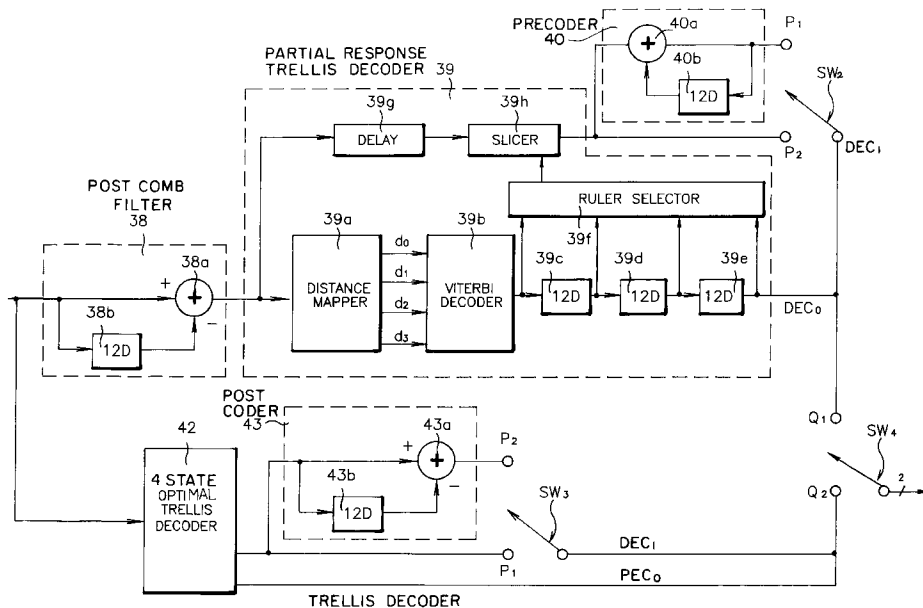 PRECODER
40
40a
P1
40b
12D
SW2
PARTIAL RESPONSE
TRELLIS DECODER 39
39g
39h
DELAY
SLICER
P2
DEC1
POST COMB
FILTER
38
RULER SELECTOR
39f
39a
39b
DISTANCE
MAPPER
d0
d1
d2
d3
VITERBI
DECODER
39c
39d
39e
12D
12D
12D
DEC0
+
38a
−
38b
12D
POST
CODER
43
43a
+
−
43b
12D
P2
42
4 STATE
OPTIMAL
TRELLIS
DECODER
SW3
P1
Q1
SW4
Q2
2
DEC1
PEC0
TRELLIS DECODER